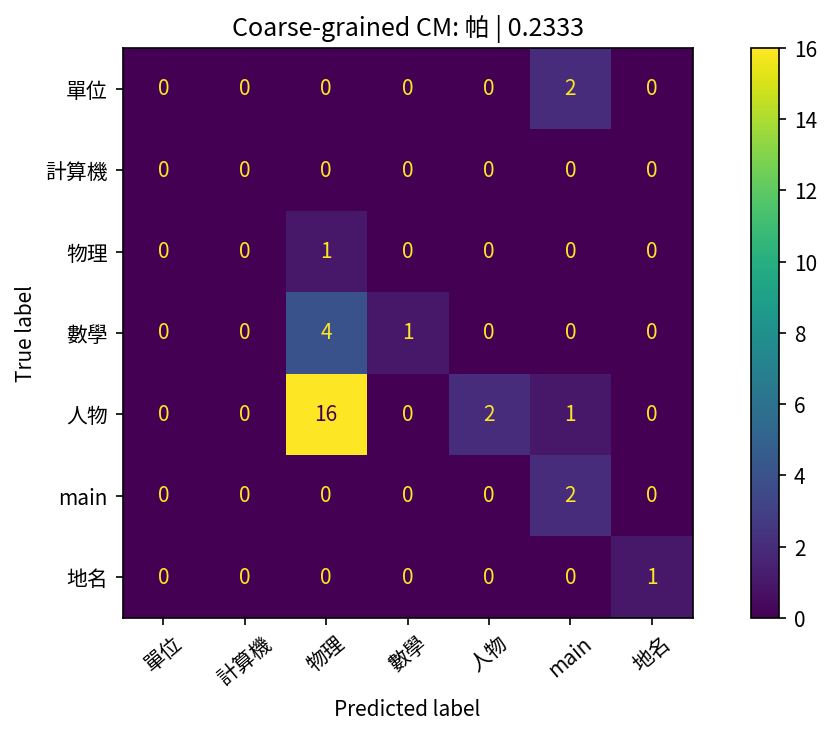 Coarse-grained CM: 帕 | 0.2333
True label
單位 0 0 0 0 0 2 0
計算機 0 0 0 0 0 0 0
物理 0 0 1 0 0 0 0
數學 0 0 4 1 0 0 0
人物 0 0 16 0 2 1 0
main 0 0 0 0 0 2 0
地名 0 0 0 0 0 0 1
單位 計算機 物理 數學 人物 main 地名
Predicted label
16
14
12
10
8
6
4
2
0